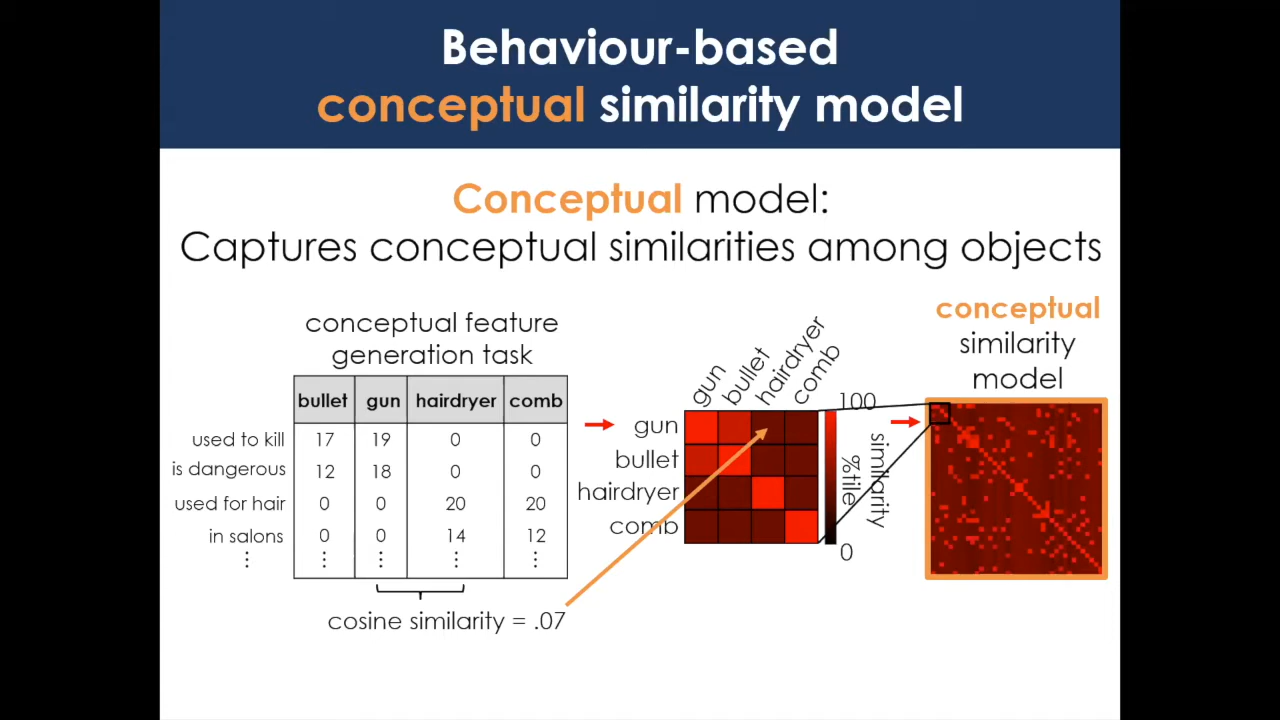 Behaviour-based
conceptual similarity model
Conceptual model:
Captures conceptual similarities among objects
conceptual feature
generation task
bullet gun hairdryer comb
used to kill 17 19 0 0
is dangerous 12 18 0 0
used for hair 0 0 20 20
in salons 0 0 14 12
⋮ ⋮ ⋮ ⋮
cosine similarity = .07
gun bullet hairdryer comb
gun
bullet
hairdryer
comb
100
similarity
%tile
0
conceptual
similarity
model